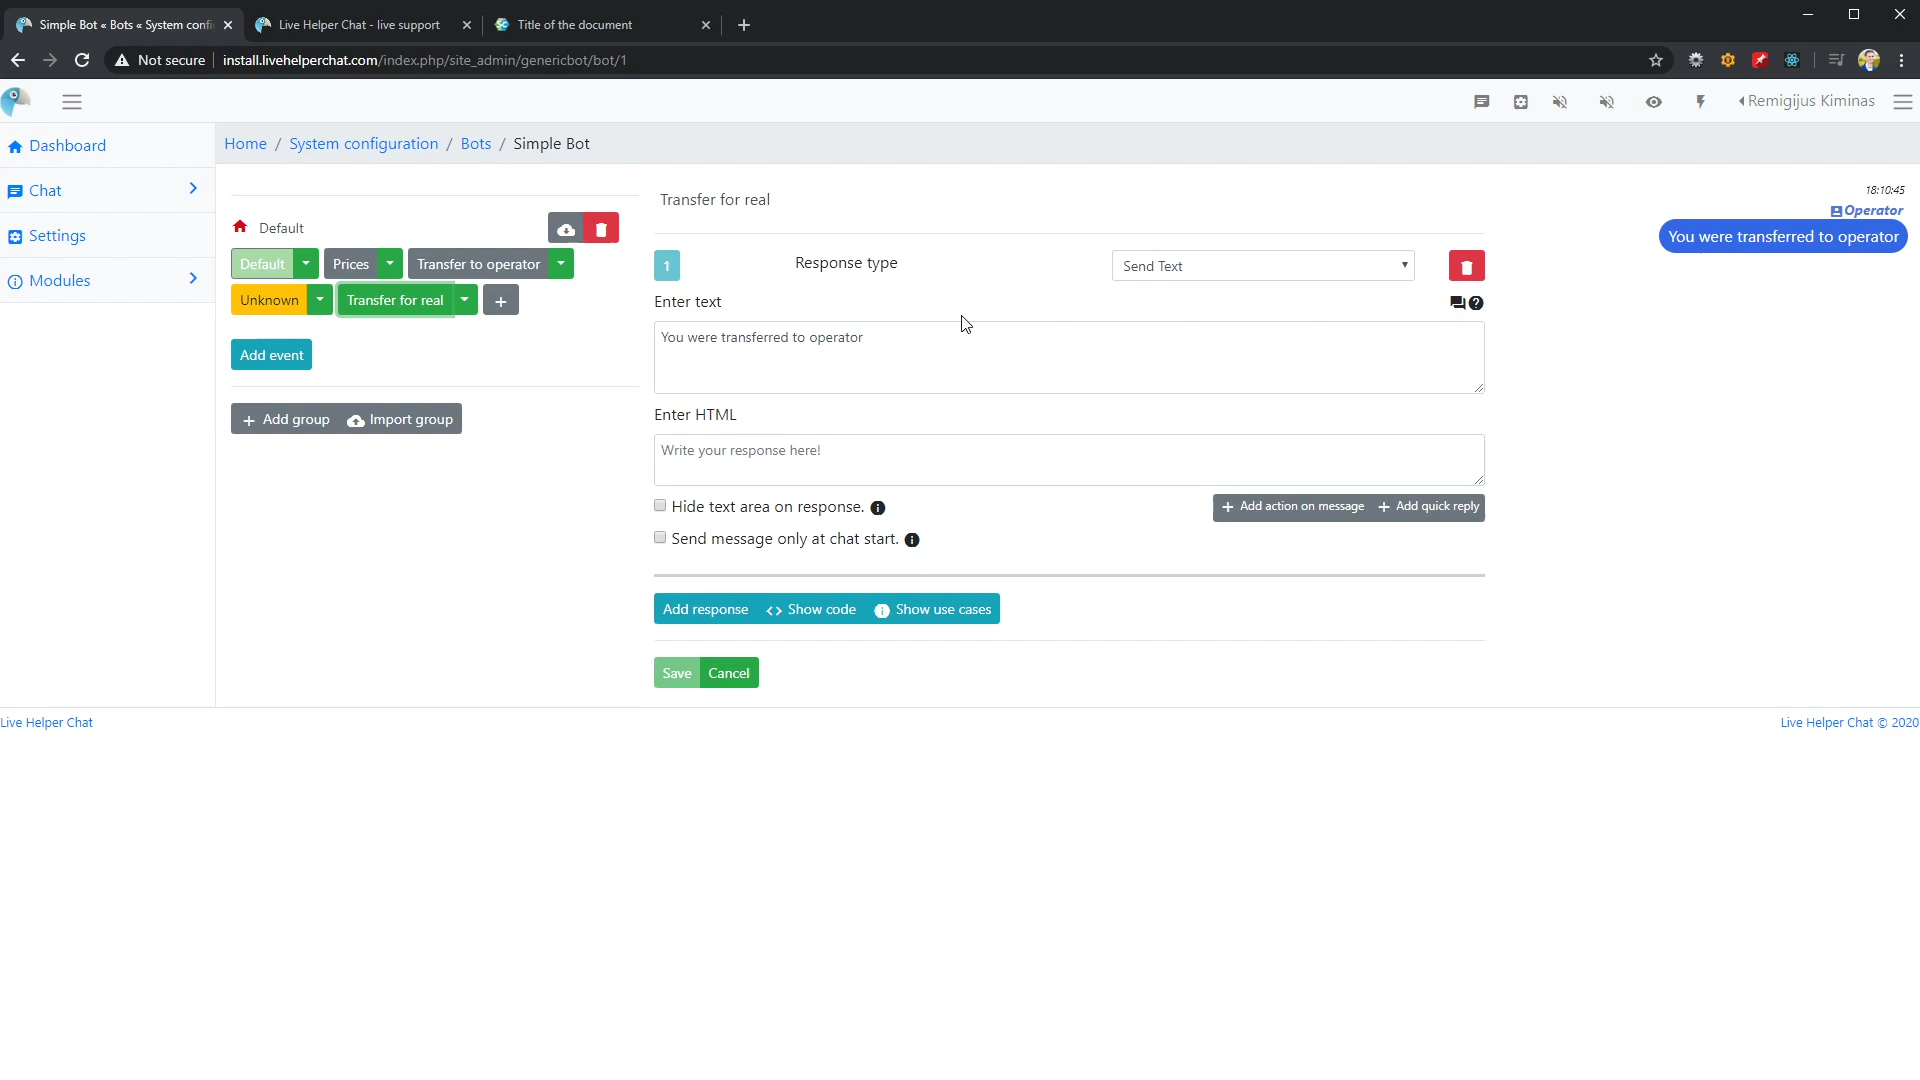 Simple Bot « Bots « System confi
Live Helper Chat - live support
Title of the document
Not secure
install.livehelperchat.com/index.php/site_admin/genericbot/bot/1
Remigijus Kiminas
Dashboard
Chat
Settings
Modules
Home / System configuration / Bots / Simple Bot
Default
Default
Prices
Transfer to operator
Unknown
Transfer for real
Add event
Add group
Import group
Transfer for real
1
Response type
Send Text
Enter text
You were transferred to operator
Enter HTML
Write your response here!
Hide text area on response.
Add action on message
Add quick reply
Send message only at chat start.
Add response
Show code
Show use cases
Save
Cancel
18:10:45
Operator
You were transferred to operator
Live Helper Chat
Live Helper Chat © 2020